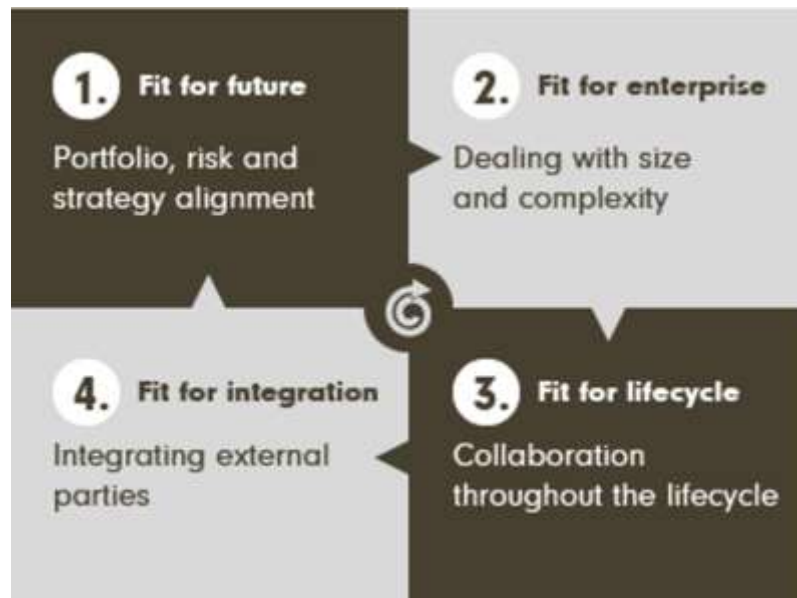 1. Fit for future
Portfolio, risk and
strategy alignment
2. Fit for enterprise
Dealing with size
and complexity
3. Fit for lifecycle
Collaboration
throughout the lifecycle
4. Fit for integration
Integrating external
parties